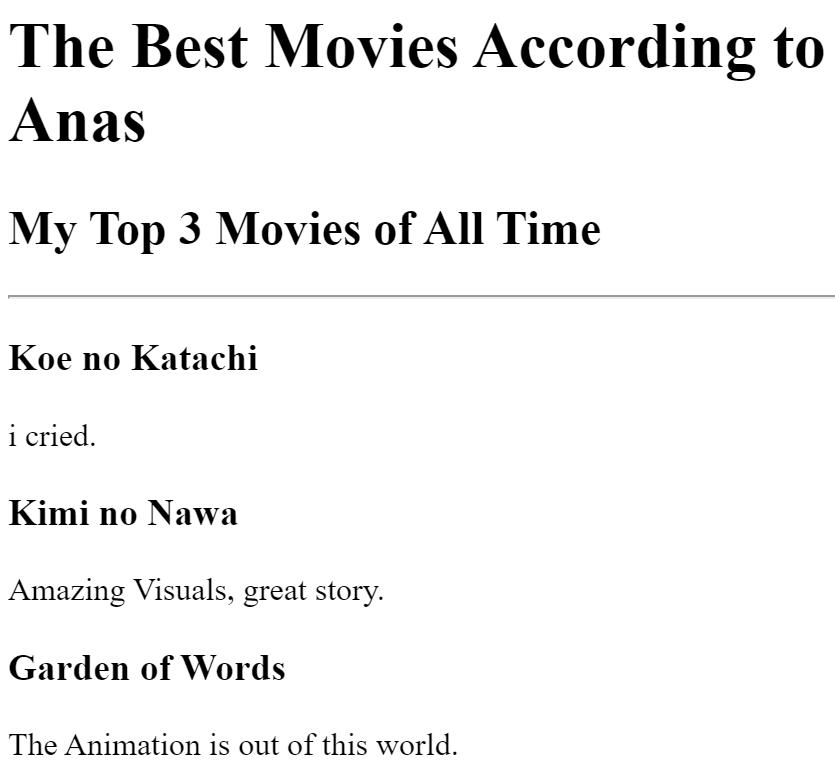 The Best Movies According to
Anas
My Top 3 Movies of All Time
Koe no Katachi
i cried.
Kimi no Nawa
Amazing Visuals, great story.
Garden of Words
The Animation is out of this world.